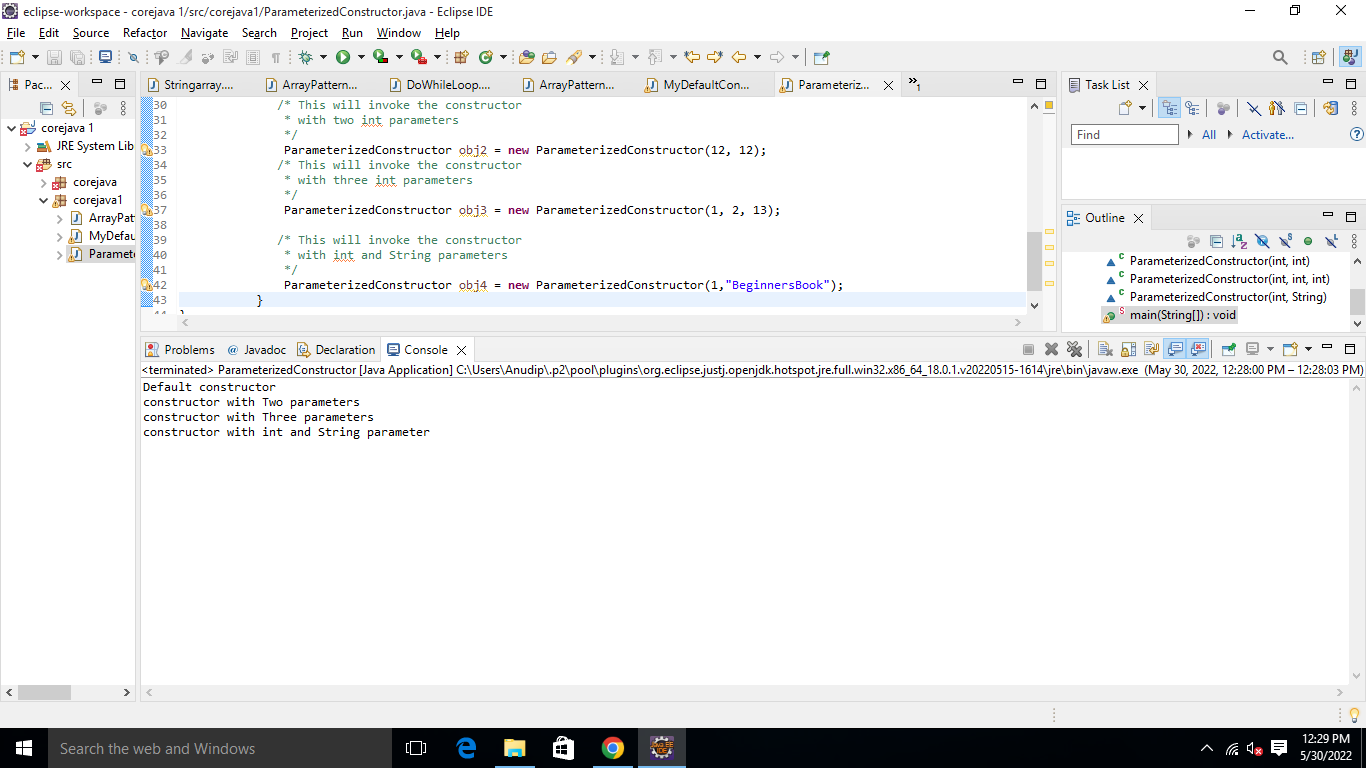 eclipse-workspace - corejava 1/src/corejava1/ParameterizedConstructor.java - Eclipse IDE
File Edit Source Refactor Navigate Search Project Run Window Help
Pac...
corejava 1
JRE System Lib
src
corejava
corejava1
ArrayPat
MyDefau
Paramete
Stringarray.... ArrayPattern... DoWhileLoop.... ArrayPattern... MyDefaultCon... Parameteriz... »1
30 /* This will invoke the constructor
31 * with two int parameters
32 */
33 ParameterizedConstructor obj2 = new ParameterizedConstructor(12, 12);
34 /* This will invoke the constructor
35 * with three int parameters
36 */
37 ParameterizedConstructor obj3 = new ParameterizedConstructor(1, 2, 13);
38
39 /* This will invoke the constructor
40 * with int and String parameters
41 */
42 ParameterizedConstructor obj4 = new ParameterizedConstructor(1,"BeginnersBook");
43 }
Task List
Find All Activate...
Outline
ParameterizedConstructor(int, int)
ParameterizedConstructor(int, int, int)
ParameterizedConstructor(int, String)
main(String[]) : void
Problems @ Javadoc Declaration Console
<terminated> ParameterizedConstructor [Java Application] C:\Users\Anudip\.p2\pool\plugins\org.eclipse.justj.openjdk.hotspot.jre.full.win32.x86_64_18.0.1.v20220515-1614\jre\bin\javaw.exe (May 30, 2022, 12:28:00 PM – 12:28:03 PM)
Default constructor
constructor with Two parameters
constructor with Three parameters
constructor with int and String parameter
Search the web and Windows
12:29 PM
5/30/2022